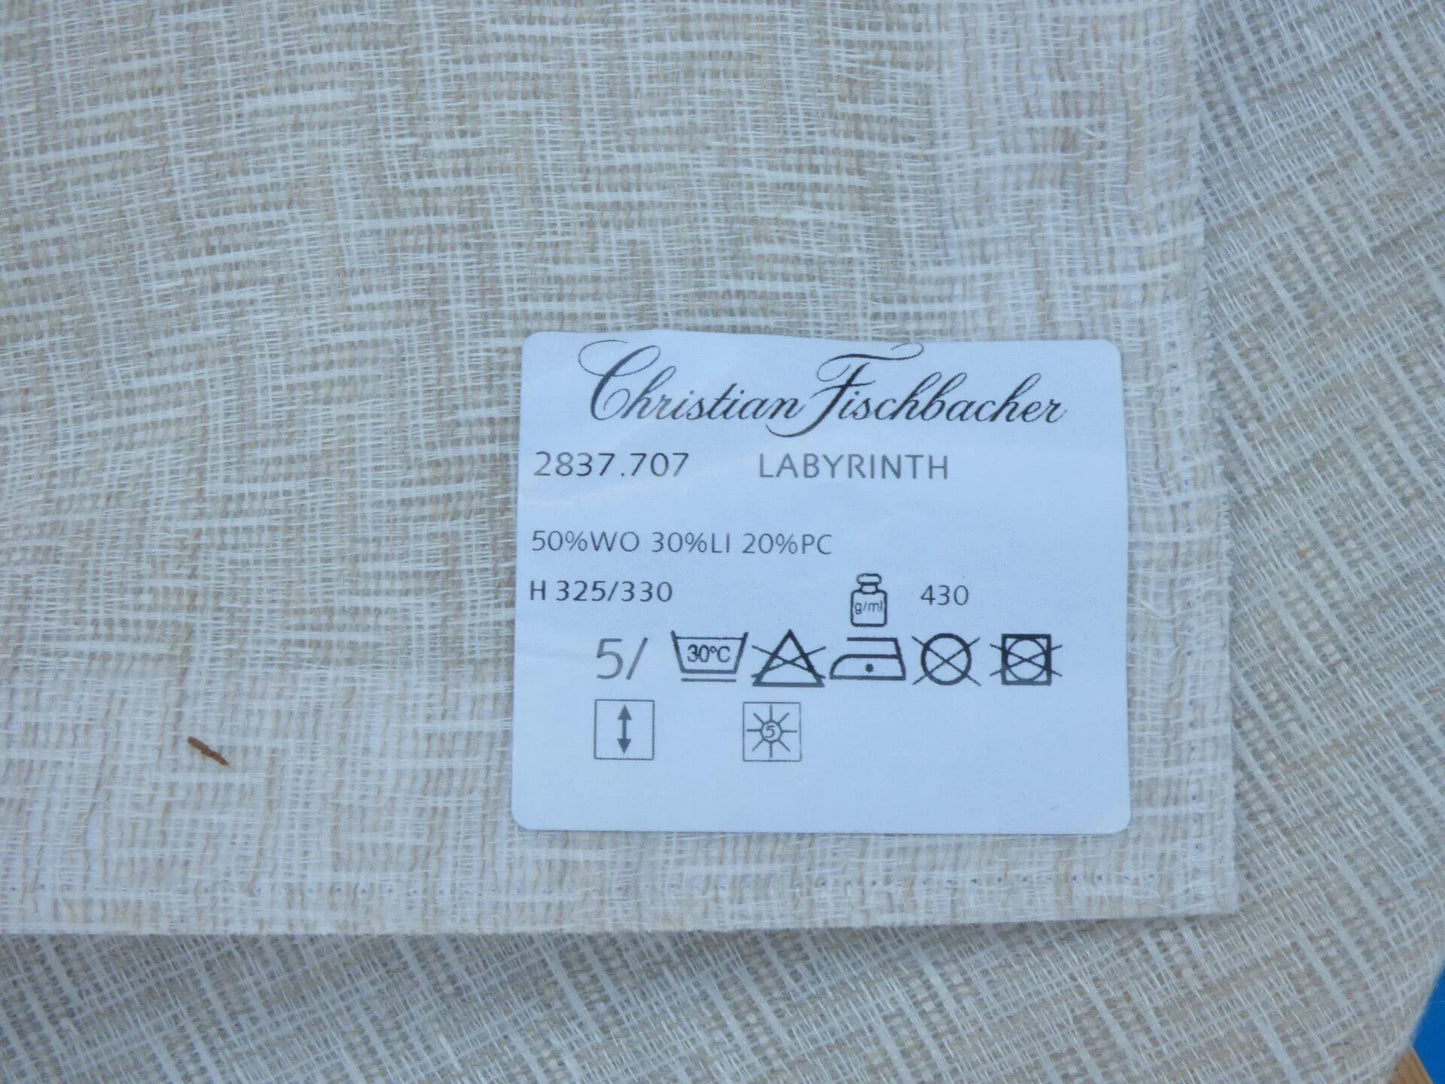 Christian Fischbacher
2837.707 LABYRINTH
50%WO 30%LI 20%PC
H 325/330 g/ml 430
5/ 30°C
5